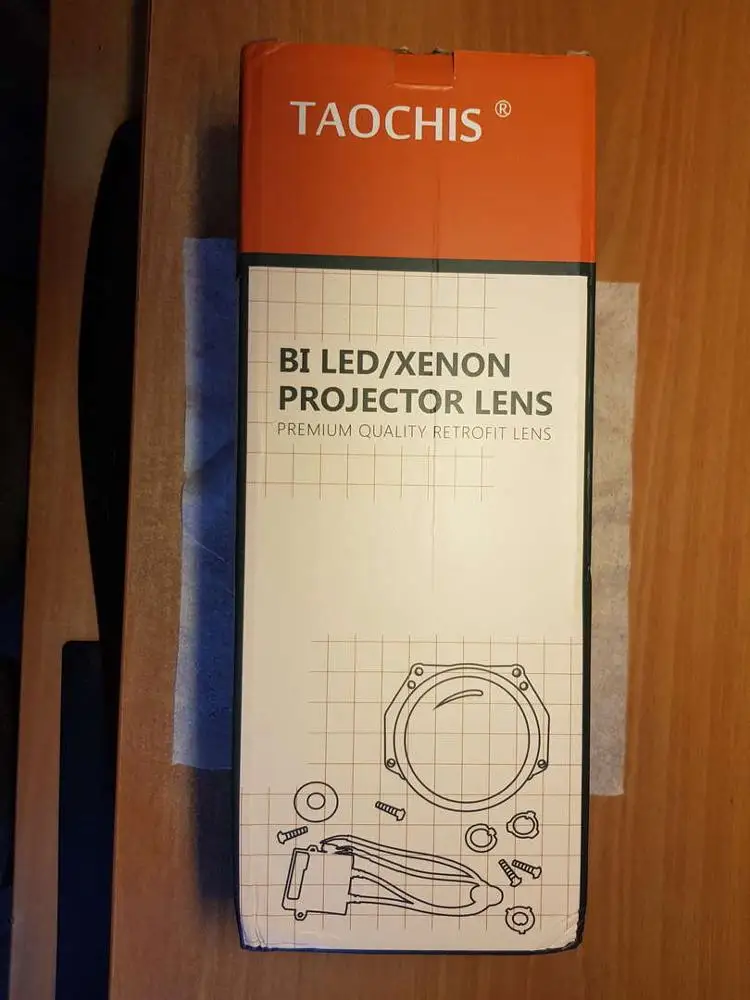 TAOCHIS ®
BI LED/XENON
PROJECTOR LENS
PREMIUM QUALITY RETROFIT LENS